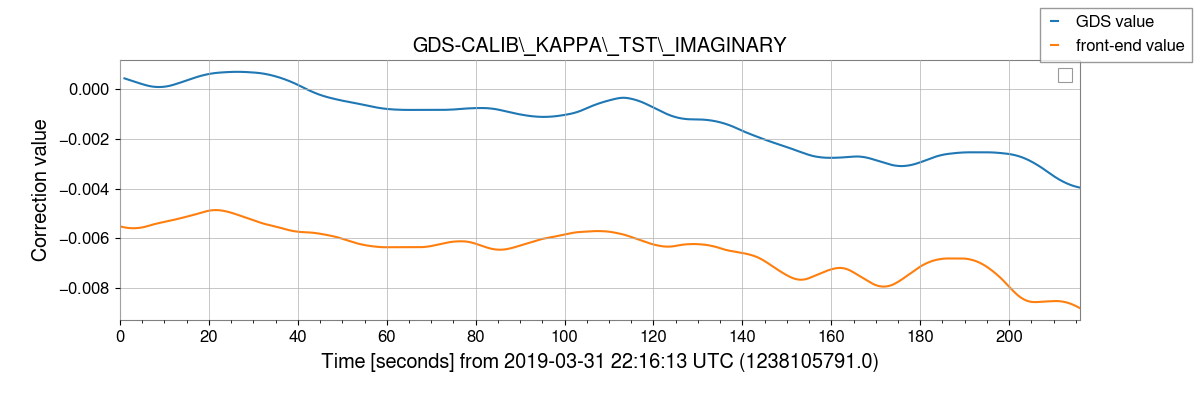 GDS value
front-end value
GDS-CALIB\_KAPPA\_TST\_IMAGINARY
Correction value
0.000
−0.002
−0.004
−0.006
−0.008
0 20 40 60 80 100 120 140 160 180 200
Time [seconds] from 2019-03-31 22:16:13 UTC (1238105791.0)